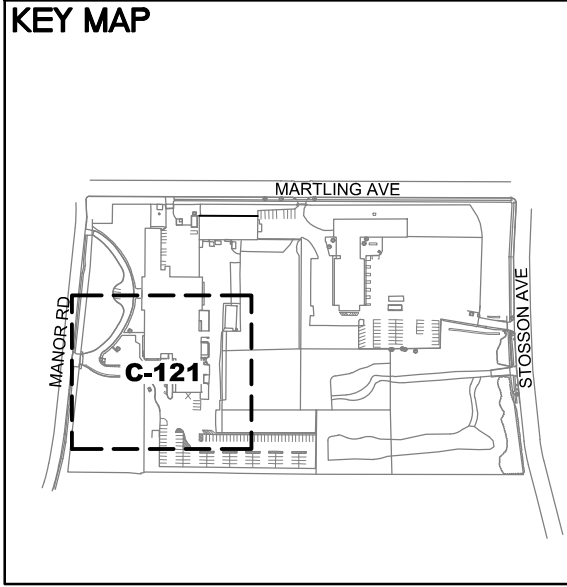 KEY MAP
MARTLING AVE
MANOR RD
C-121
STOSSON AVE